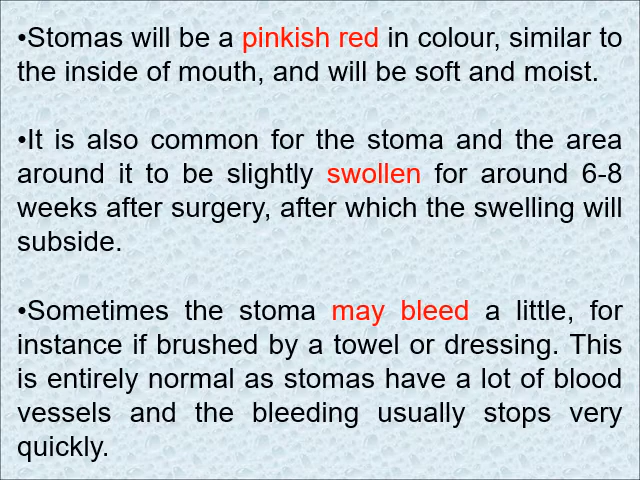 •Stomas will be a pinkish red in colour, similar to
the inside of mouth, and will be soft and moist.
•It is also common for the stoma and the area
around it to be slightly swollen for around 6-8
weeks after surgery, after which the swelling will
subside.
•Sometimes the stoma may bleed a little, for
instance if brushed by a towel or dressing. This
is entirely normal as stomas have a lot of blood
vessels and the bleeding usually stops very
quickly.